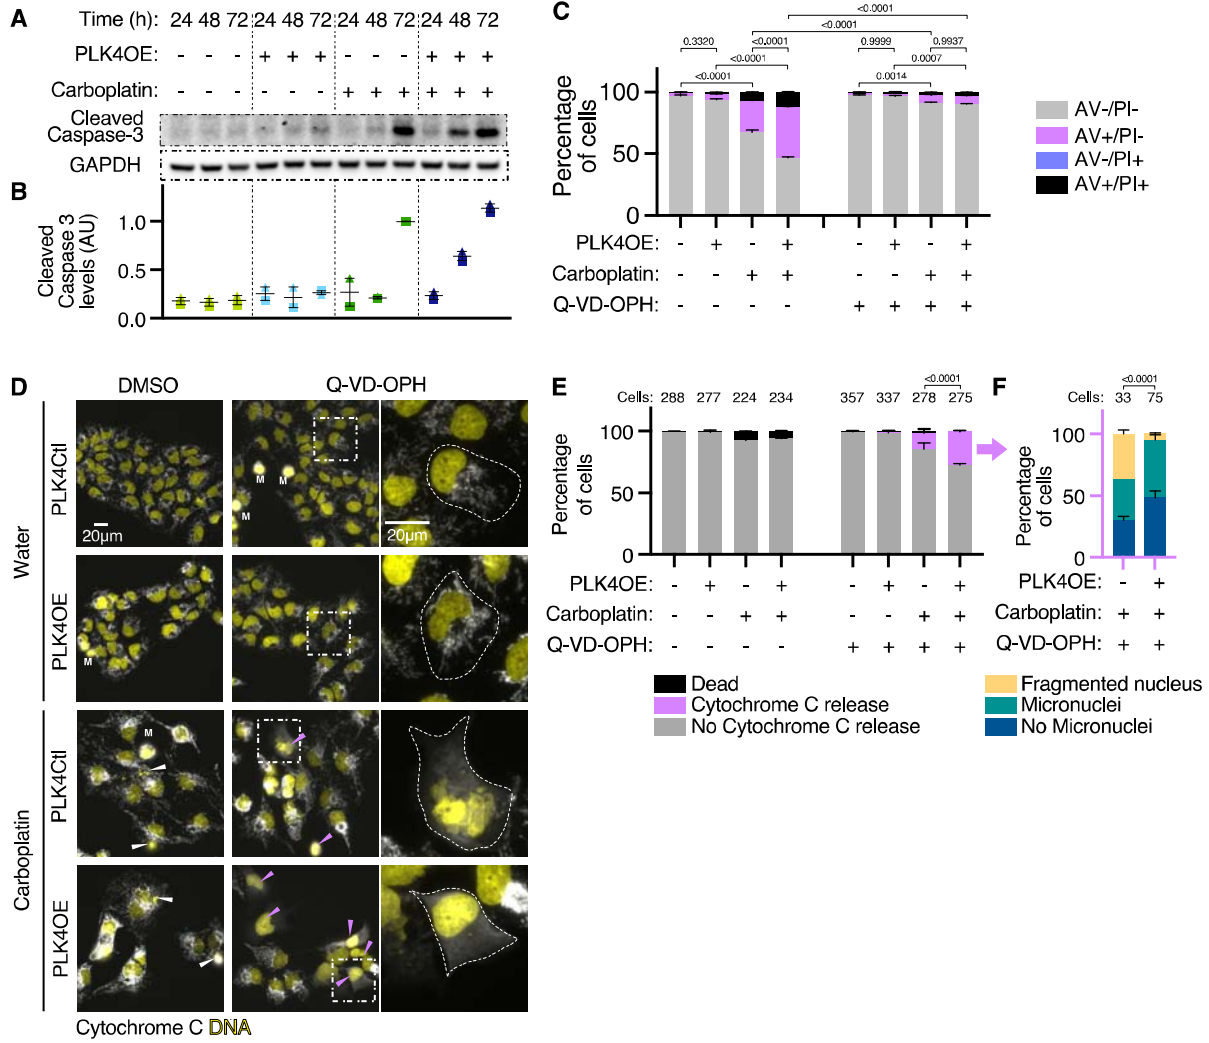 A
Time (h): 24 48 72 24 48 72 24 48 72 24 48 72
PLK4OE: - - - + + + - - - + + +
Carboplatin: - - - - - - + + + + + +
Cleaved
Caspase-3
GAPDH
B
Cleaved
Caspase 3
levels (AU)
1.0
0.5
0.0
C
<0.0001
<0.0001
0.3320 <0.0001 0.9999 0.9937
<0.0001 0.0007
<0.0001 0.0014
Percentage
of cells
100
50
0
PLK4OE: - + - + - + - +
Carboplatin: - - + + - - + +
Q-VD-OPH: - - - - + + + +
AV-/PI-
AV+/PI-
AV-/PI+
AV+/PI+
D
DMSO Q-VD-OPH
Water
PLK4Ctl
20µm
M M
M
20µm
PLK4OE
M
Carboplatin
PLK4Ctl
M
PLK4OE
Cytochrome C DNA
E
<0.0001
Cells: 288 277 224 234 357 337 278 275
Percentage
of cells
100
50
0
PLK4OE: - + - + - + - +
Carboplatin: - - + + - - + +
Q-VD-OPH: - - - - + + + +
Dead
Cytochrome C release
No Cytochrome C release
F
<0.0001
Cells: 33 75
Percentage
of cells
100
50
0
PLK4OE: - +
Carboplatin: + +
Q-VD-OPH: + +
Fragmented nucleus
Micronuclei
No Micronuclei